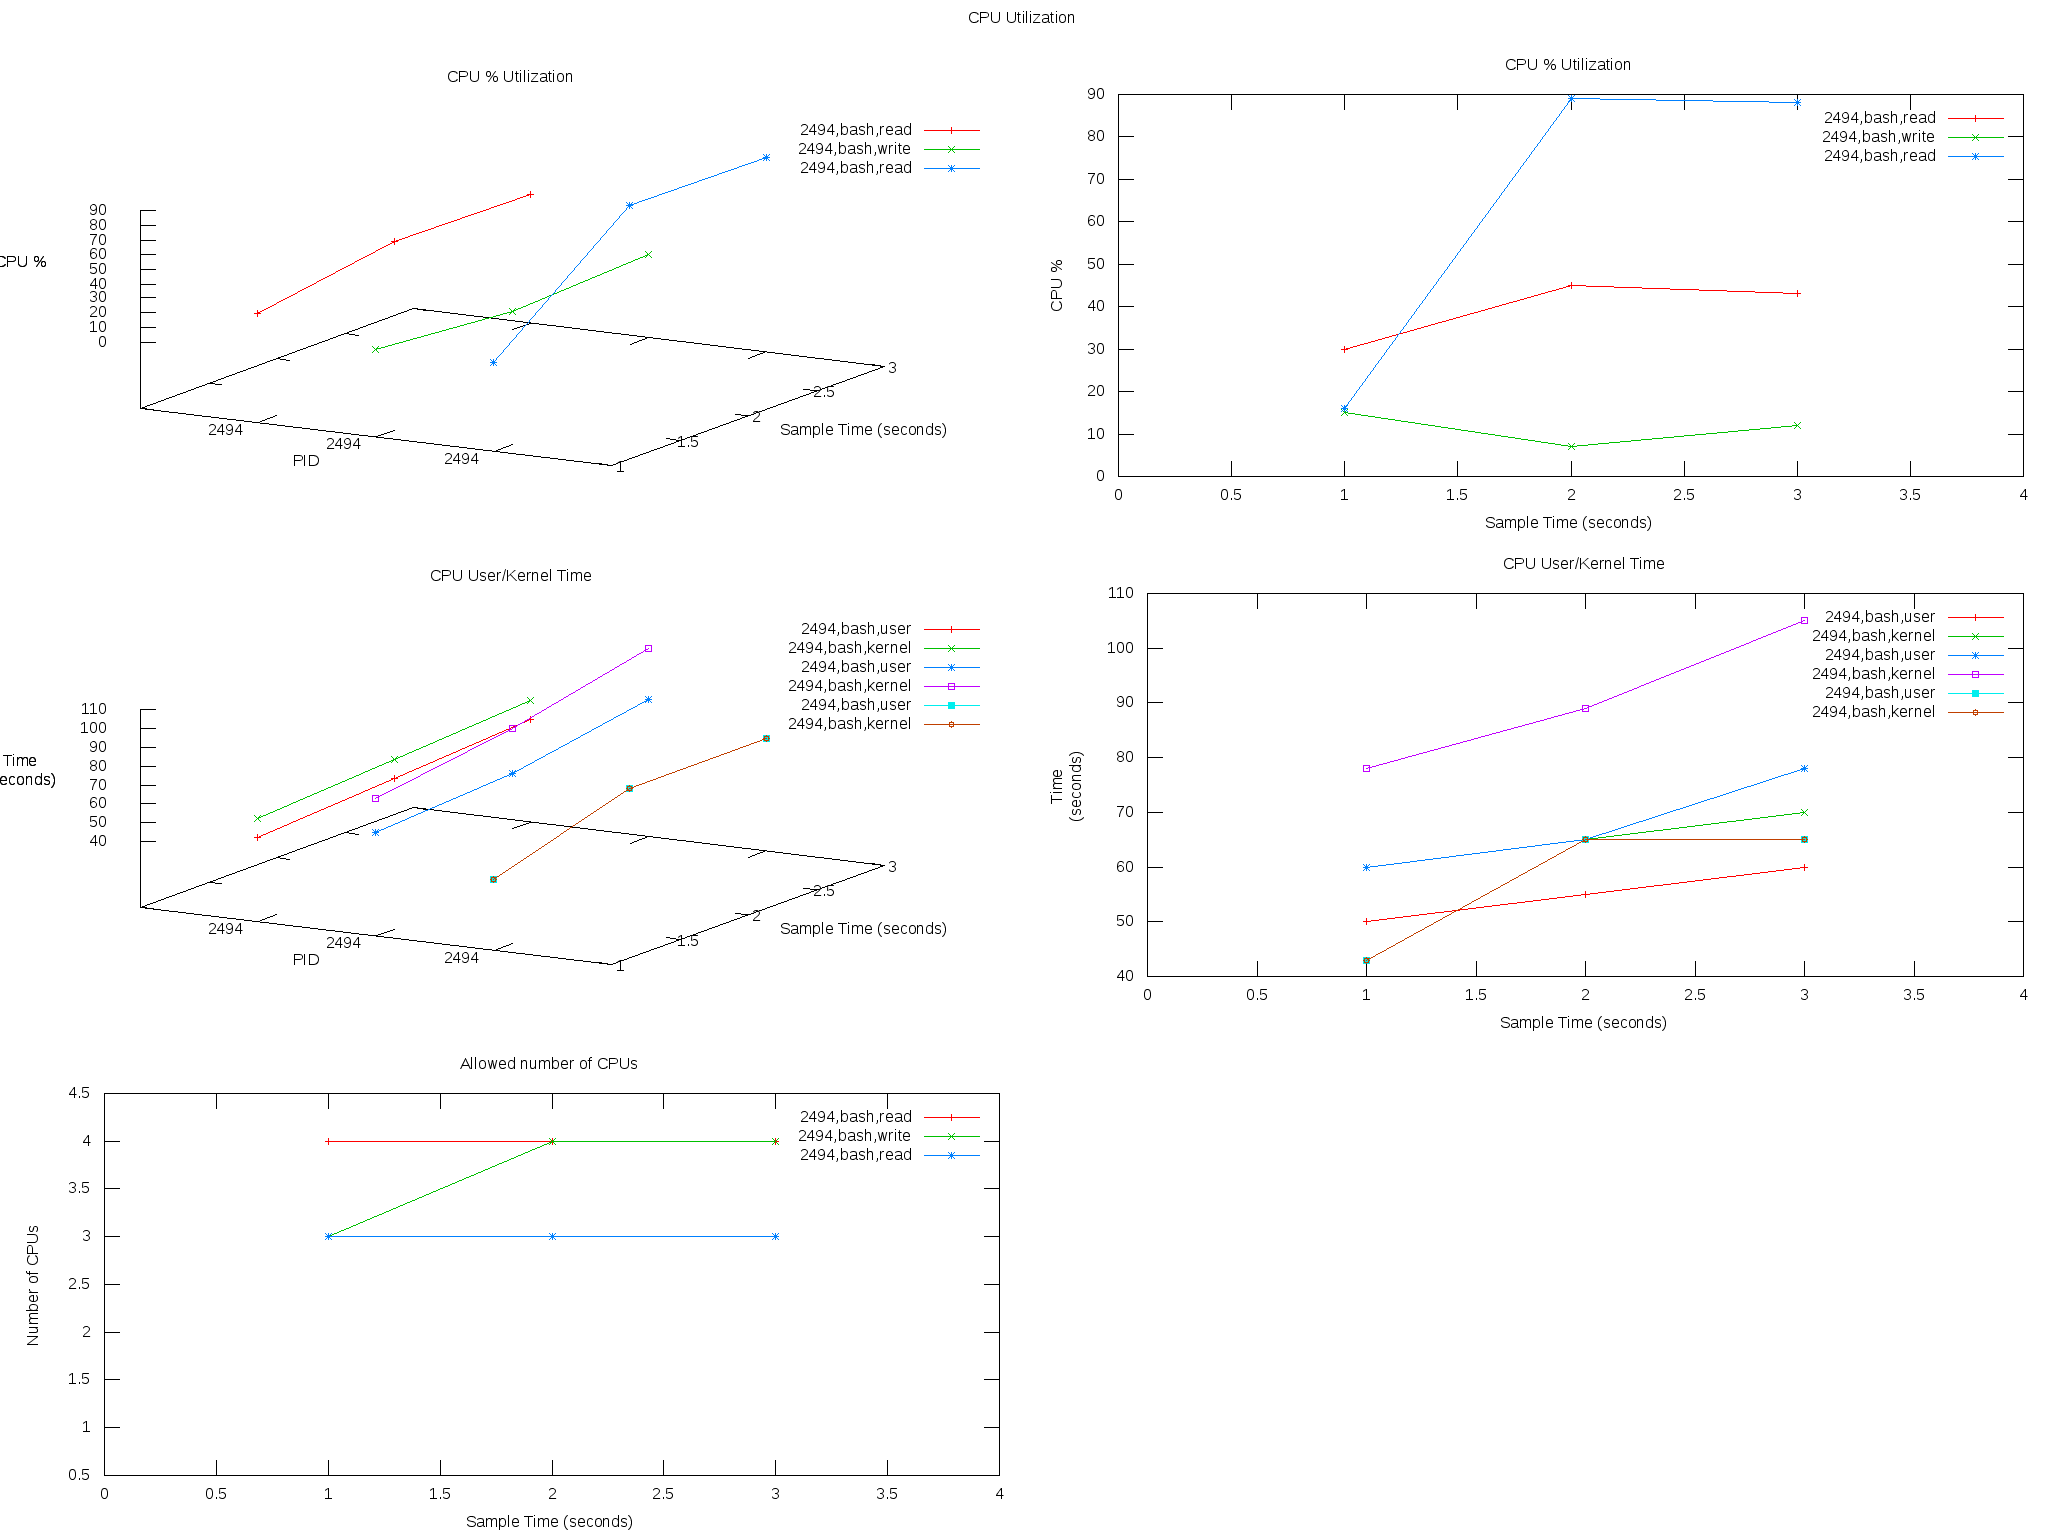 CPU Utilization
CPU % Utilization
2494,bash,read
2494,bash,write
2494,bash,read
90
80
70
60
50
40
30
20
10
0
CPU %
2494
2494
2494
PID
1
1.5
2
2.5
3
Sample Time (seconds)
CPU % Utilization
2494,bash,read
2494,bash,write
2494,bash,read
90
80
70
60
50
40
30
20
10
0
CPU %
0 0.5 1 1.5 2 2.5 3 3.5 4
Sample Time (seconds)
CPU User/Kernel Time
2494,bash,user
2494,bash,kernel
2494,bash,user
2494,bash,kernel
2494,bash,user
2494,bash,kernel
110
100
90
80
70
60
50
40
Time
econds)
2494
2494
2494
PID
1
1.5
2
2.5
3
Sample Time (seconds)
CPU User/Kernel Time
2494,bash,user
2494,bash,kernel
2494,bash,user
2494,bash,kernel
2494,bash,user
2494,bash,kernel
110
100
90
80
70
60
50
40
Time
(seconds)
0 0.5 1 1.5 2 2.5 3 3.5 4
Sample Time (seconds)
Allowed number of CPUs
2494,bash,read
2494,bash,write
2494,bash,read
4.5
4
3.5
3
2.5
2
1.5
1
0.5
Number of CPUs
0 0.5 1 1.5 2 2.5 3 3.5 4
Sample Time (seconds)